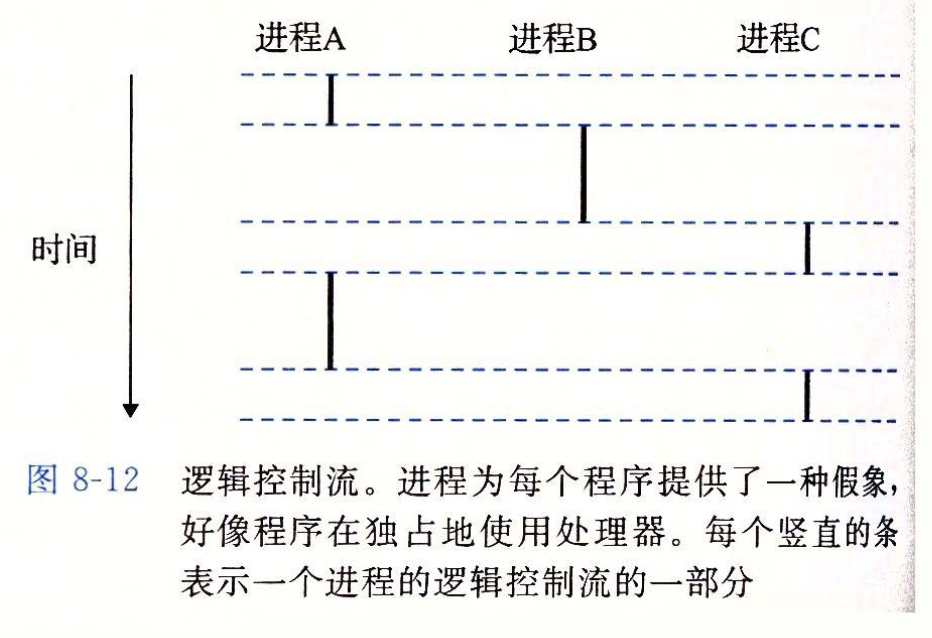 进程A 进程B 进程C
时间
图 8-12 逻辑控制流。进程为每个程序提供了一种假象,
好像程序在独占地使用处理器。每个竖直的条
表示一个进程的逻辑控制流的一部分